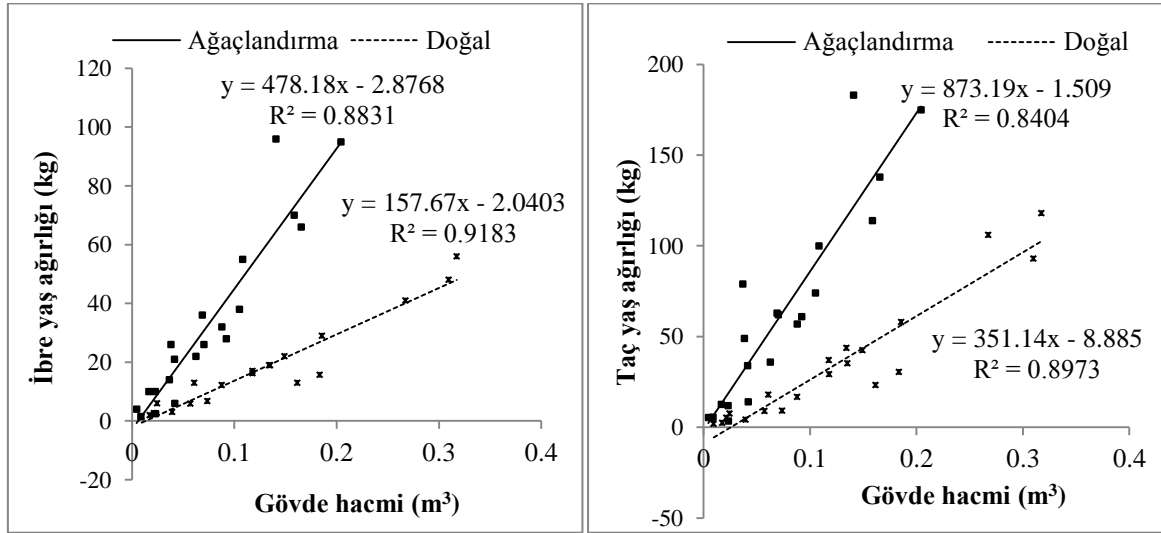 Ağaçlandırma Doğal
y = 478.18x - 2.8768
R² = 0.8831
y = 157.67x - 2.0403
R² = 0.9183
İbre yaş ağırlığı (kg)
120
100
80
60
40
20
0
-20
0 0.1 0.2 0.3 0.4
Gövde hacmi (m³)
Ağaçlandırma Doğal
y = 873.19x - 1.509
R² = 0.8404
y = 351.14x - 8.885
R² = 0.8973
Taç yaş ağırlığı (kg)
200
150
100
50
0
-50
0 0.1 0.2 0.3 0.4
Gövde hacmi (m³)